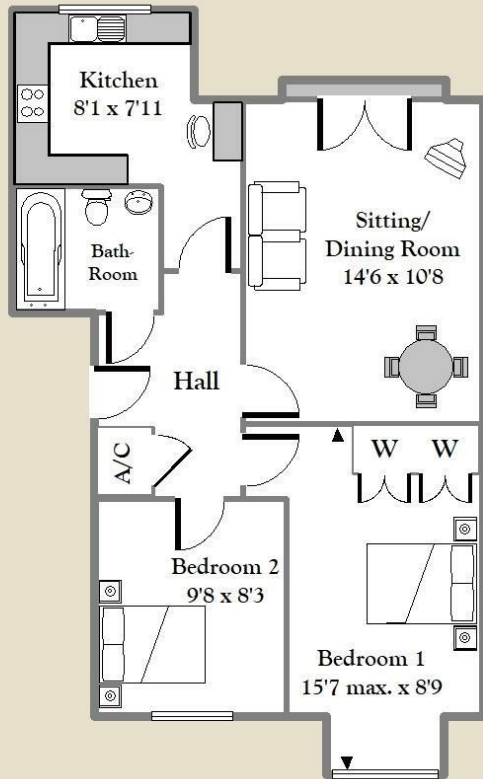 Kitchen
8'1 x 7'11
Sitting/
Dining Room
14'6 x 10'8
Bath-
Room
Hall
A/C
W W
Bedroom 2
9'8 x 8'3
Bedroom 1
15'7 max. x 8'9